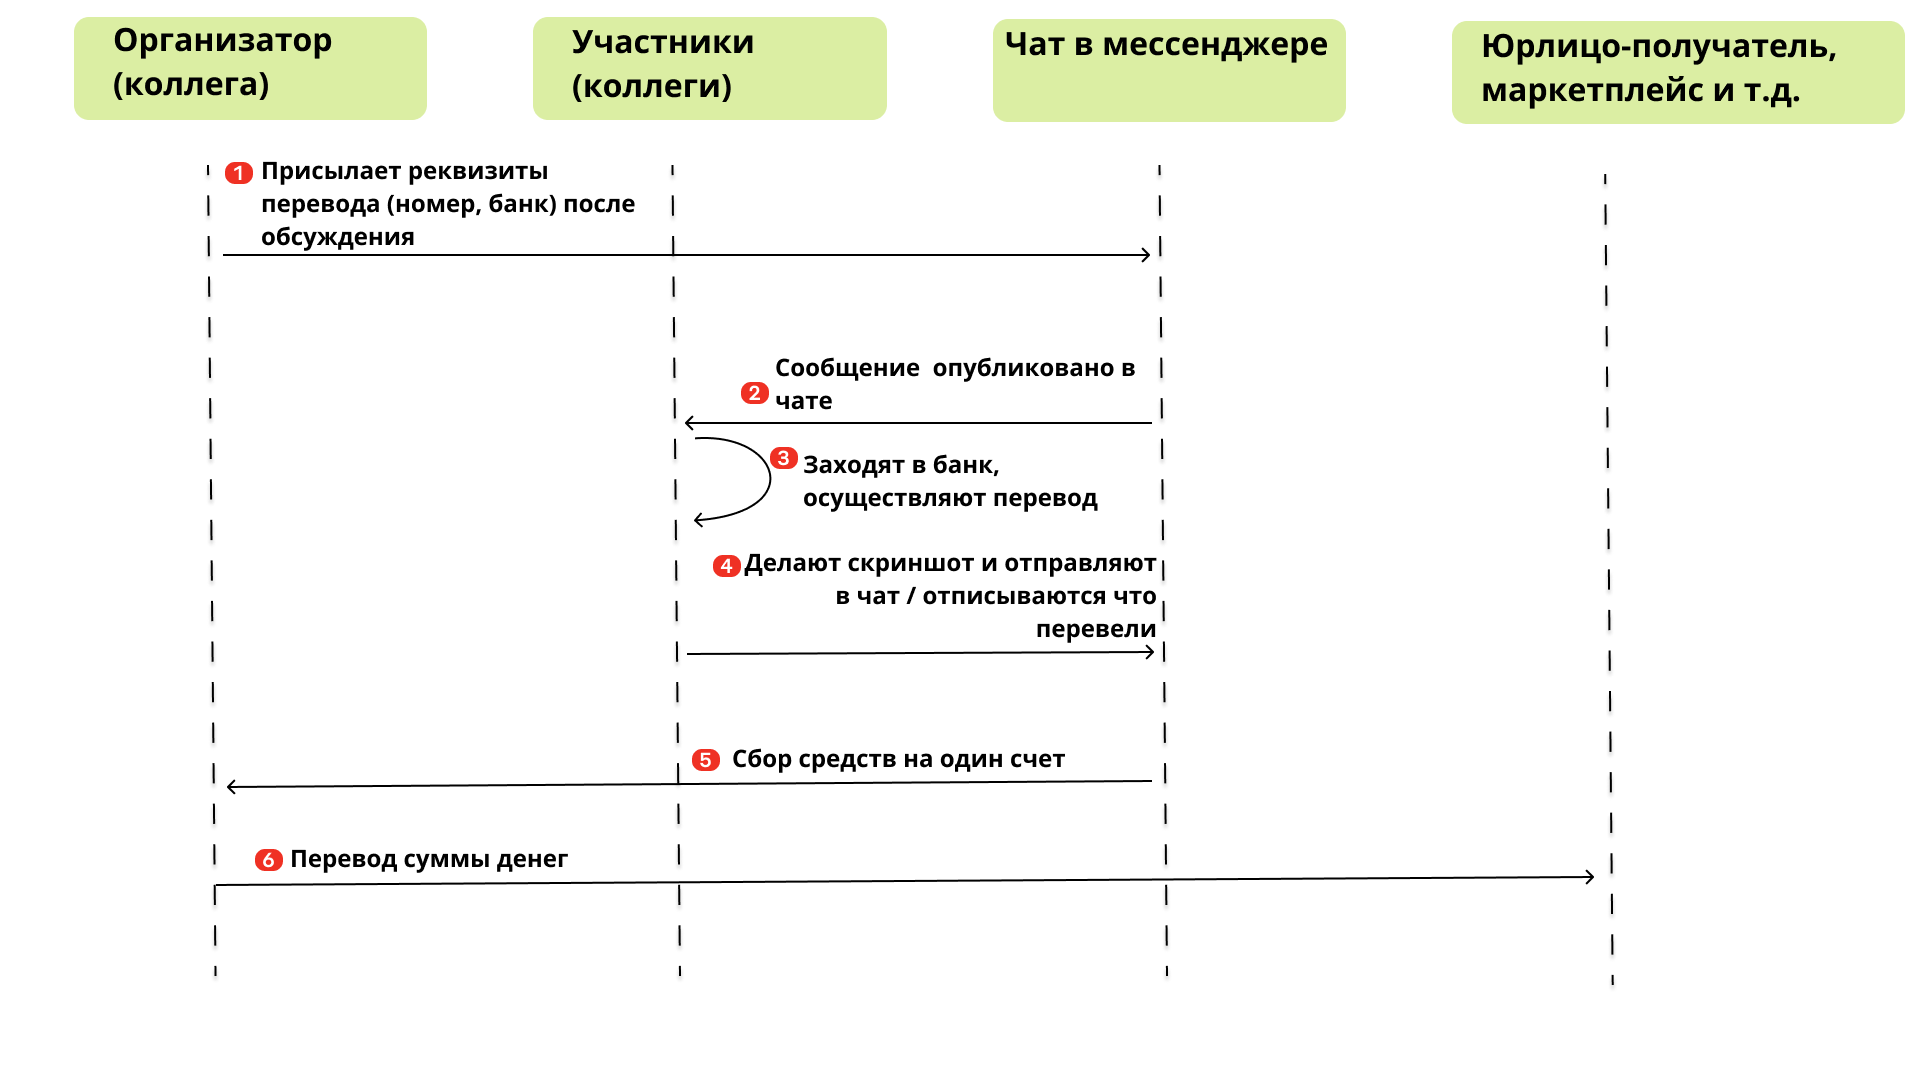 Организатор
(коллега)
Участники
(коллеги)
Чат в мессенджере
Юрлицо-получатель,
маркетплейс и т.д.
1 Присылает реквизиты
перевода (номер, банк) после
обсуждения
Сообщение  опубликовано в
2 чате
3 Заходят в банк,
осуществляют перевод
4 Делают скриншот и отправляют
в чат / отписываются что
перевели
5 Сбор средств на один счет
6 Перевод суммы денег